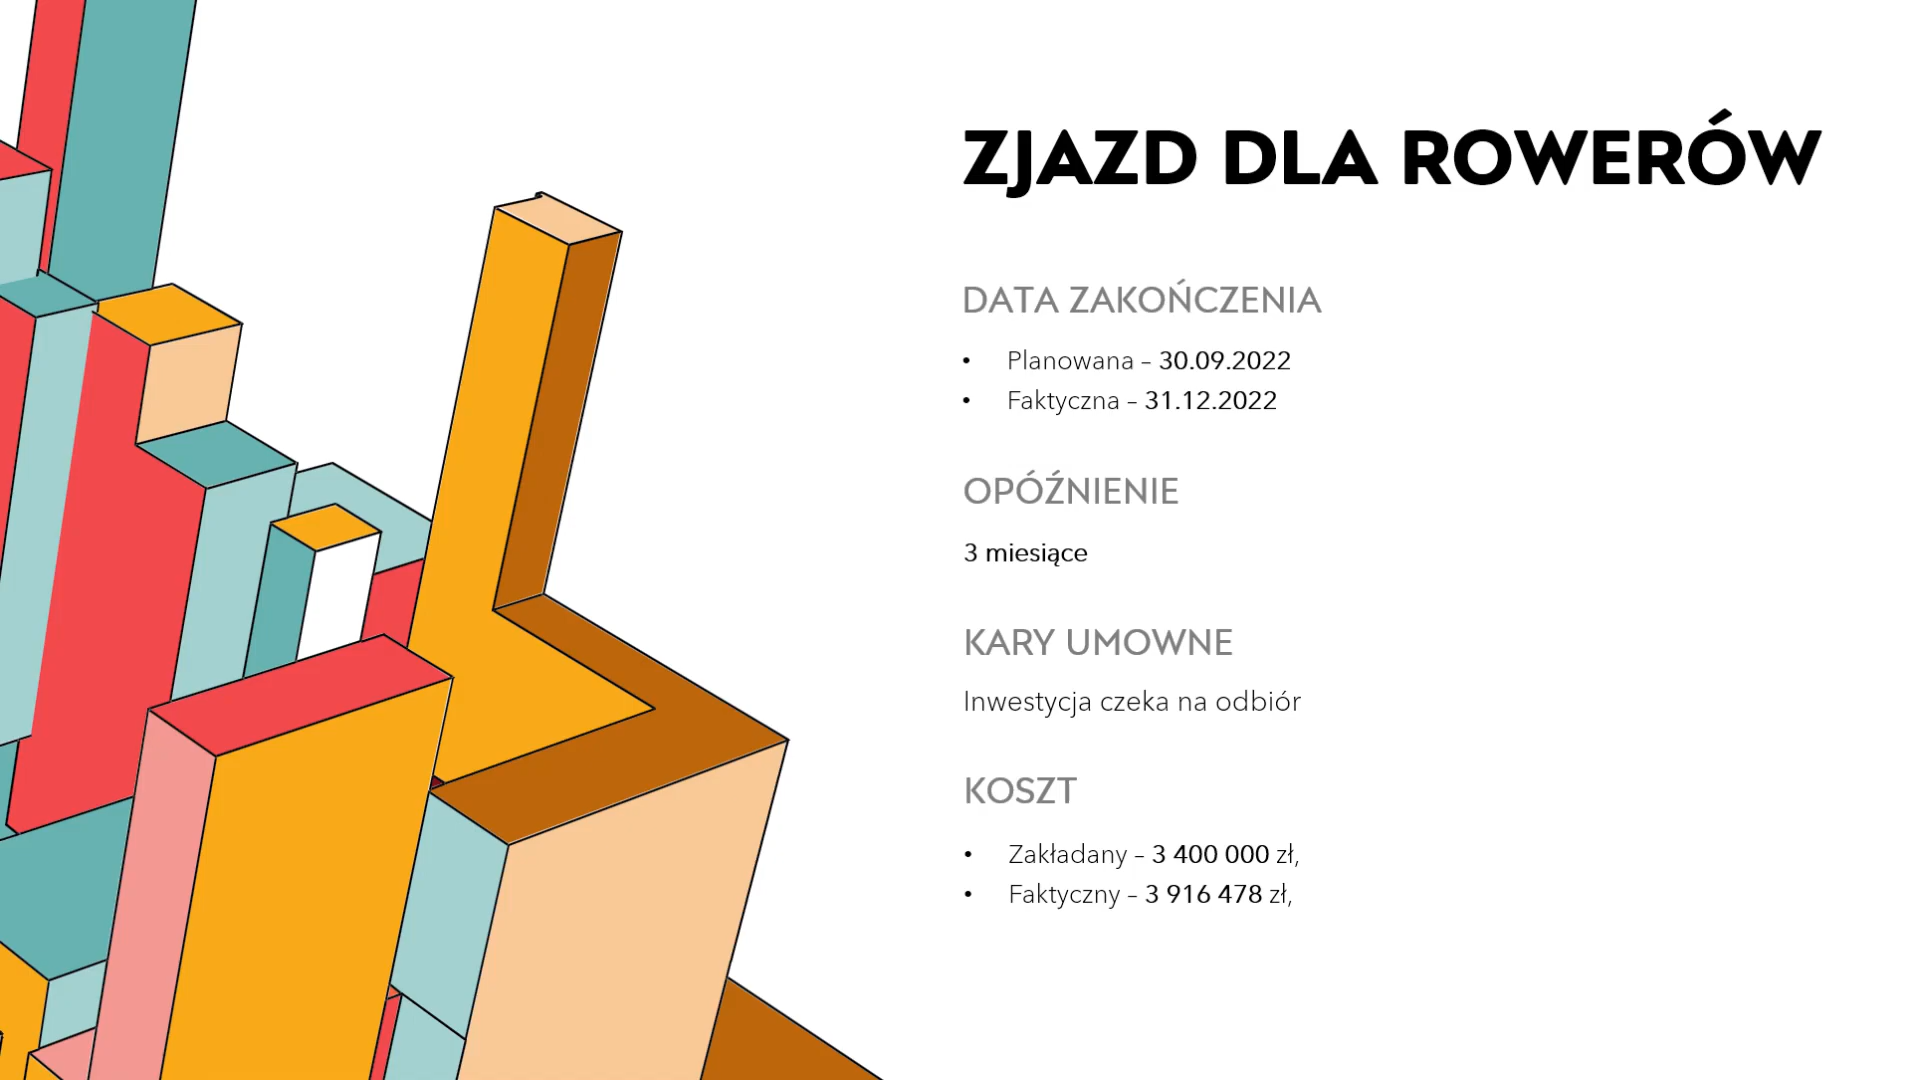 ZJAZD DLA ROWERÓW
DATA ZAKOŃCZENIA
• Planowana – 30.09.2022
• Faktyczna – 31.12.2022
OPÓŹNIENIE
3 miesiące
KARY UMOWNE
Inwestycja czeka na odbiór
KOSZT
• Zakładany – 3 400 000 zł,
• Faktyczny – 3 916 478 zł,